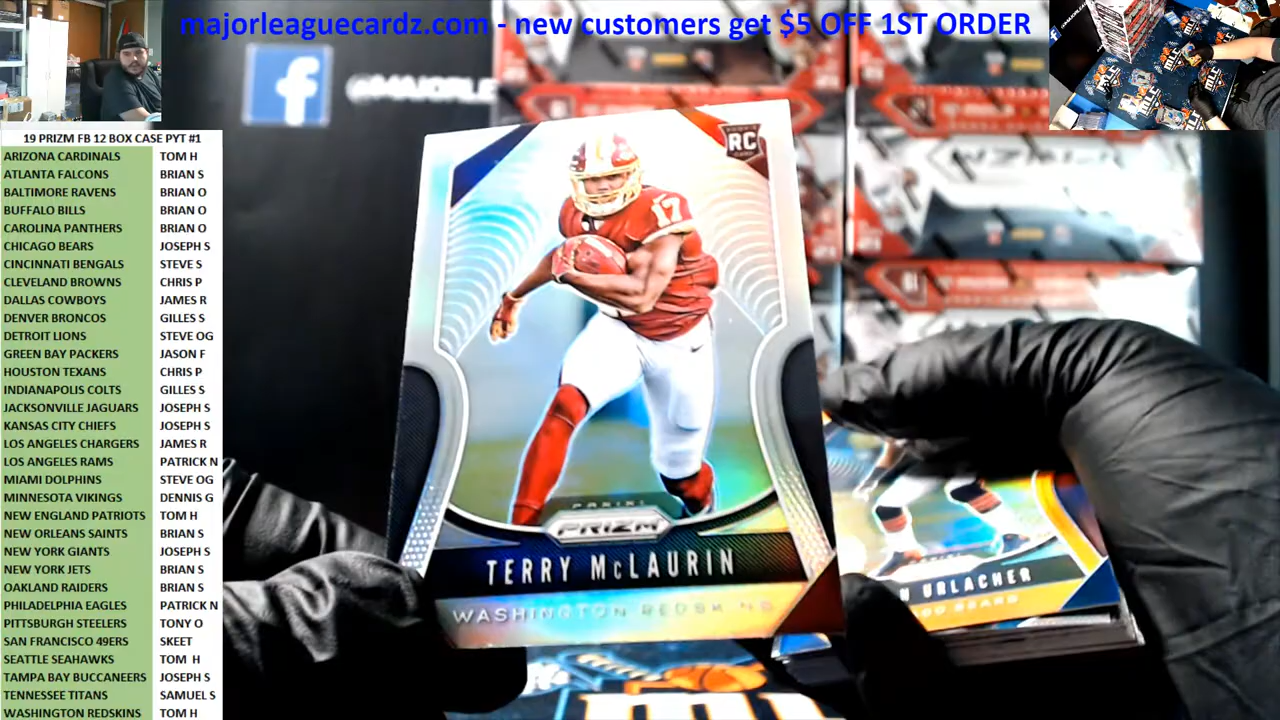 majorleaguecardz.com - new customers get $5 OFF 1ST ORDER
f
@MAJORLE
19 PRIZM FB 12 BOX CASE PYT #1
ARIZONA CARDINALS TOM H
ATLANTA FALCONS BRIAN S
BALTIMORE RAVENS BRIAN O
BUFFALO BILLS BRIAN O
CAROLINA PANTHERS BRIAN O
CHICAGO BEARS JOSEPH S
CINCINNATI BENGALS STEVE S
CLEVELAND BROWNS CHRIS P
DALLAS COWBOYS JAMES R
DENVER BRONCOS GILLES S
DETROIT LIONS STEVE OG
GREEN BAY PACKERS JASON F
HOUSTON TEXANS CHRIS P
INDIANAPOLIS COLTS GILLES S
JACKSONVILLE JAGUARS JOSEPH S
KANSAS CITY CHIEFS JOSEPH S
LOS ANGELES CHARGERS JAMES R
LOS ANGELES RAMS PATRICK N
MIAMI DOLPHINS STEVE OG
MINNESOTA VIKINGS DENNIS G
NEW ENGLAND PATRIOTS TOM H
NEW ORLEANS SAINTS BRIAN S
NEW YORK GIANTS JOSEPH S
NEW YORK JETS BRIAN S
OAKLAND RAIDERS BRIAN S
PHILADELPHIA EAGLES PATRICK N
PITTSBURGH STEELERS TONY O
SAN FRANCISCO 49ERS SKEET
SEATTLE SEAHAWKS TOM H
TAMPA BAY BUCCANEERS JOSEPH S
TENNESSEE TITANS SAMUEL S
WASHINGTON REDSKINS TOM H
RC
17
PANINI
PRIZM
TERRY McLAURIN
WASHINGTON REDSKINS
URLACHER
BEARS